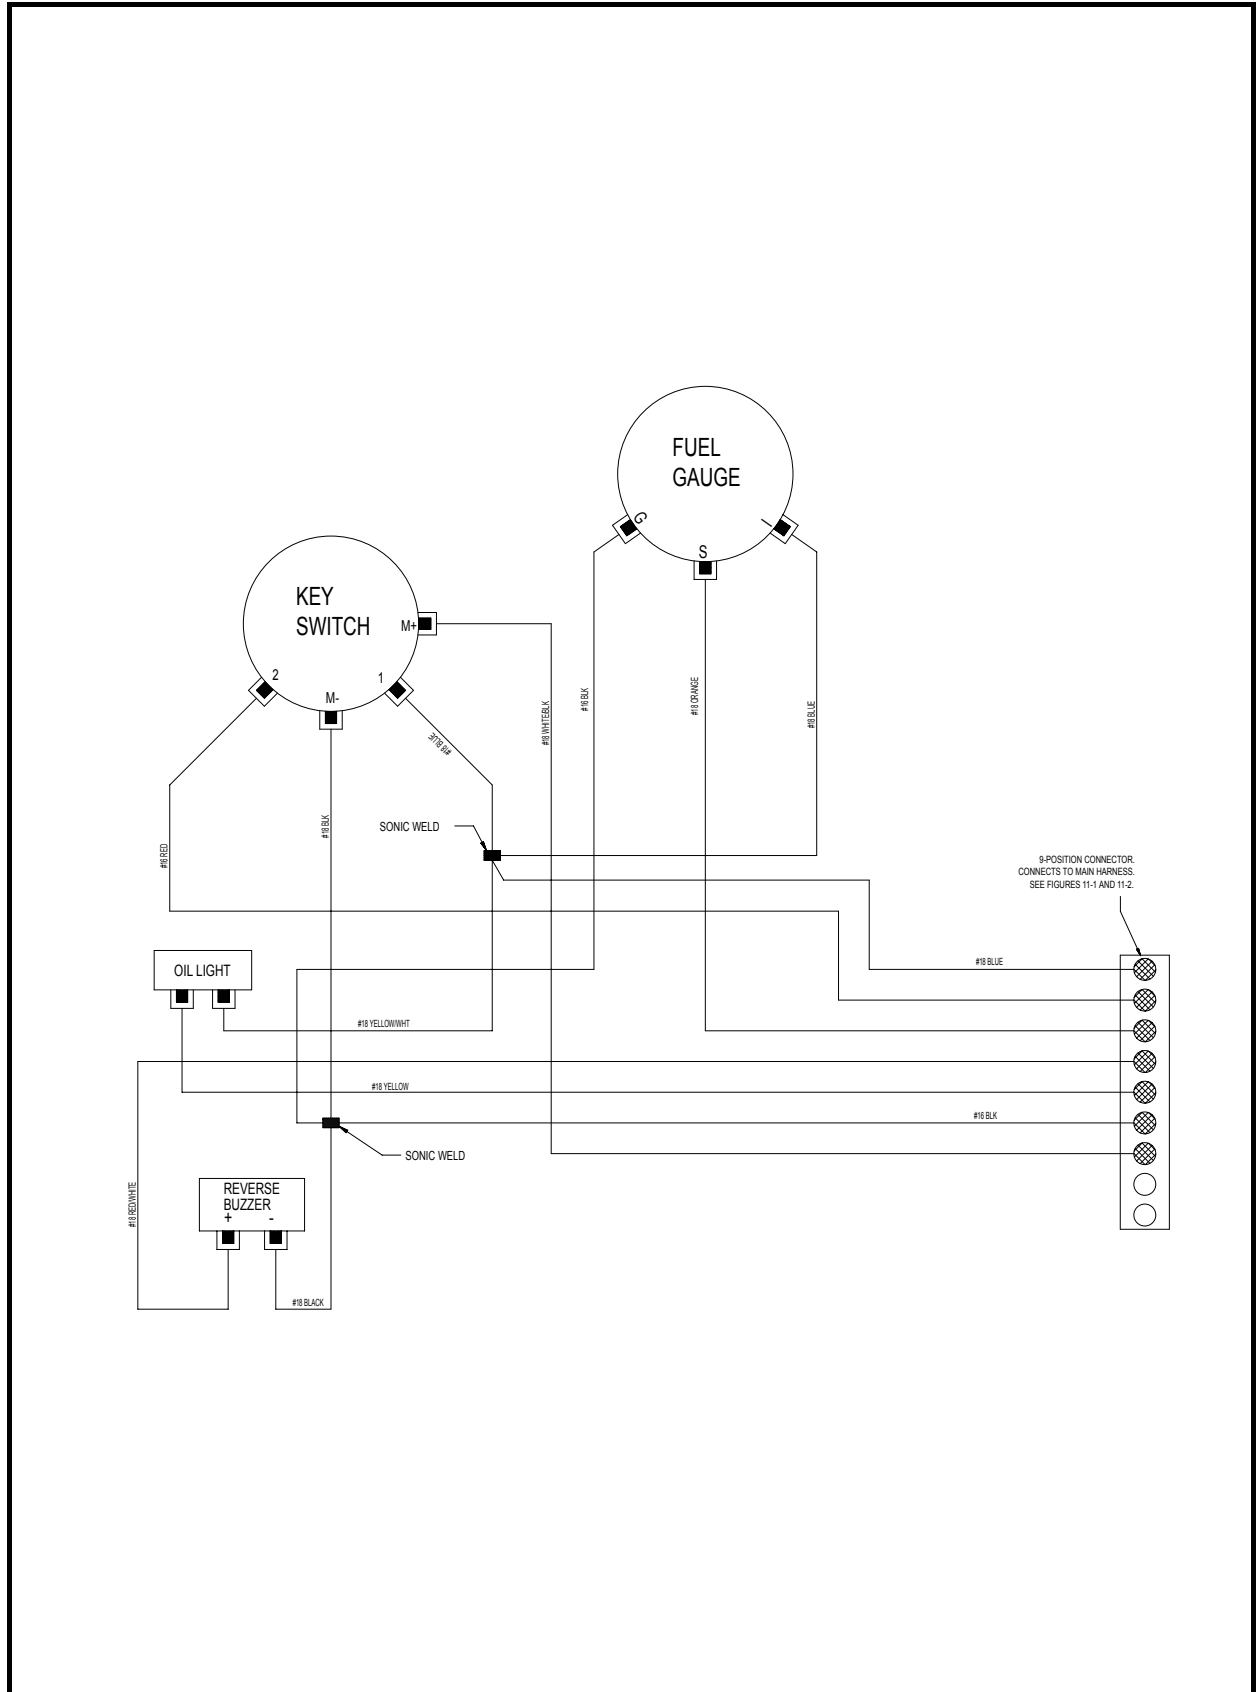 FUEL
GAUGE
G
S
I
KEY
SWITCH
M+
2
M-
1
#18 BLUE
#18 WHITE/BLK
#16 BLK
#18 ORANGE
#18 BLUE
#18 BLK
#16 RED
SONIC WELD
9-POSITION CONNECTOR.
CONNECTS TO MAIN HARNESS.
SEE FIGURES 11-1 AND 11-2.
OIL LIGHT
#18 BLUE
#18 YELLOW/WHT
#18 YELLOW
#16 BLK
SONIC WELD
REVERSE
BUZZER
+ -
#18 RED/WHITE
#18 BLACK